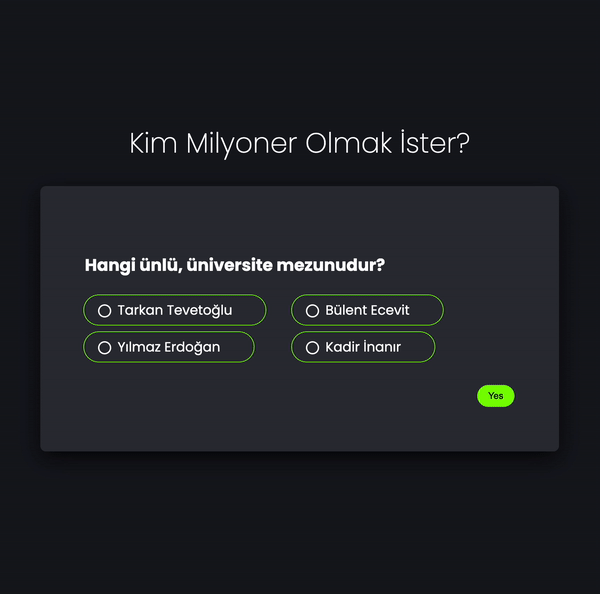 Kim Milyoner Olmak İster?
Hangi ünlü, üniversite mezunudur?
Tarkan Tevetoğlu
Bülent Ecevit
Yılmaz Erdoğan
Kadir İnanır
Yes